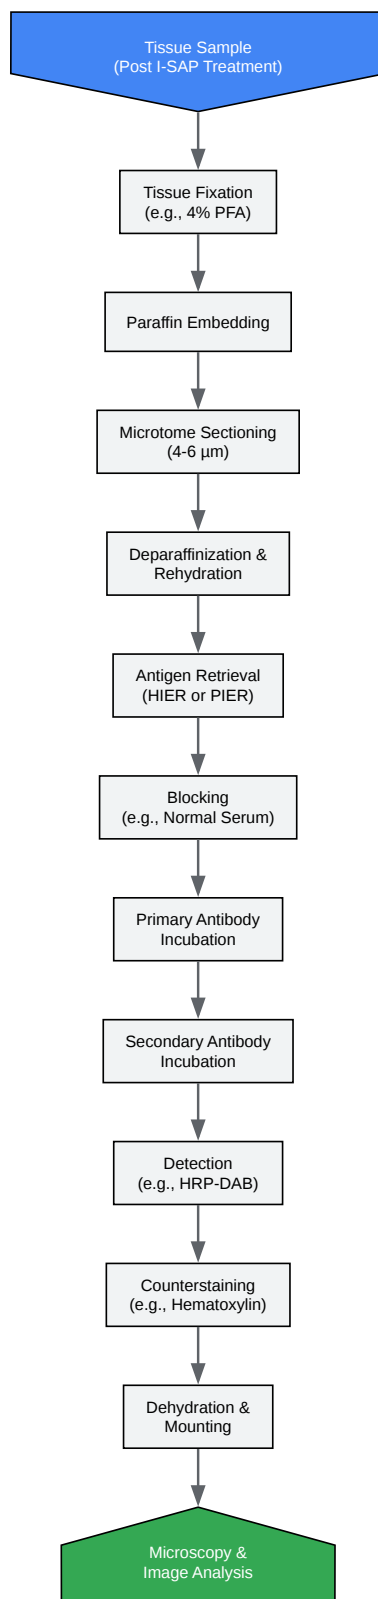 Tissue Sample
(Post I-SAP Treatment)
Tissue Fixation
(e.g., 4% PFA)
Paraffin Embedding
Microtome Sectioning
(4-6 µm)
Deparaffinization &
Rehydration
Antigen Retrieval
(HIER or PIER)
Blocking
(e.g., Normal Serum)
Primary Antibody
Incubation
Secondary Antibody
Incubation
Detection
(e.g., HRP-DAB)
Counterstaining
(e.g., Hematoxylin)
Dehydration &
Mounting
Microscopy &
Image Analysis